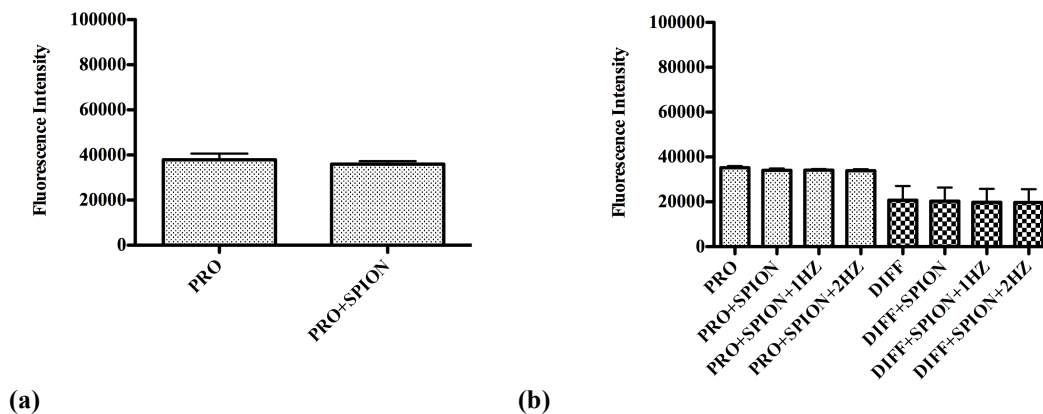 100000
80000
60000
40000
20000
0
Fluorescence Intensity
PRO
PRO+SPION
(a)
100000
80000
60000
40000
20000
0
Fluorescence Intensity
PRO
PRO+SPION
PRO+SPION+1HZ
PRO+SPION+2HZ
DIFF
DIFF+SPION
DIFF+SPION+1HZ
DIFF+SPION+2HZ
(b)